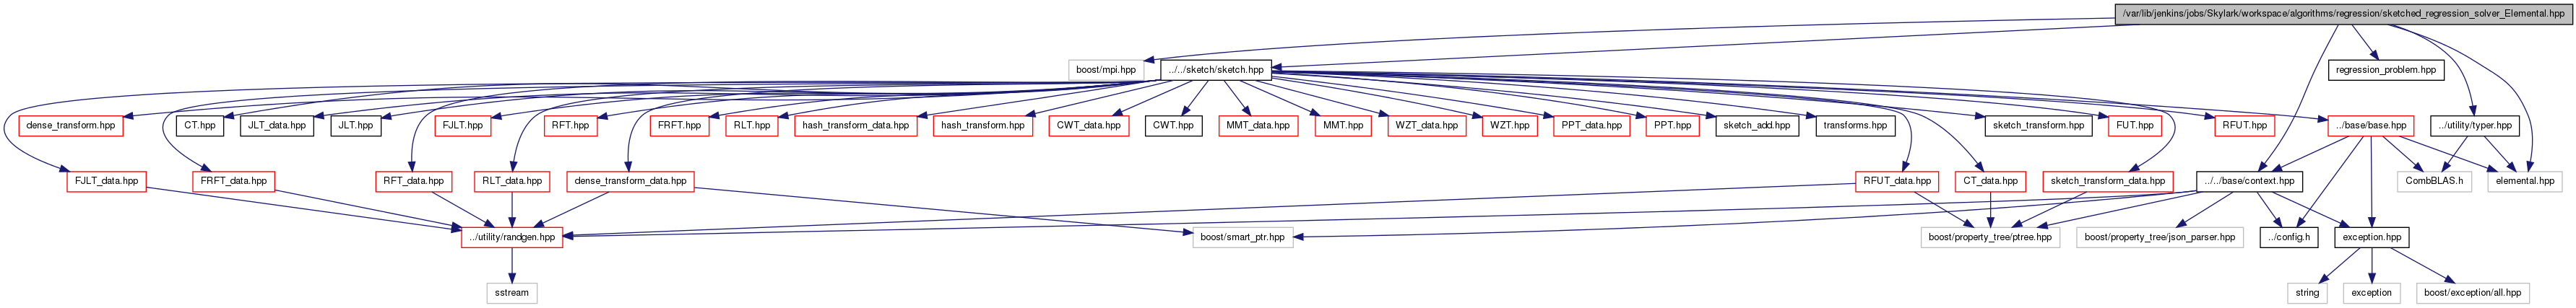 /var/lib/jenkins/jobs/Skylark/workspace/algorithms/regression/sketched_regression_solver_Elemental.hpp
boost/mpi.hpp
../../sketch/sketch.hpp
regression_problem.hpp
dense_transform.hpp
CT.hpp
JLT_data.hpp
JLT.hpp
FJLT.hpp
RFT.hpp
FRFT.hpp
RLT.hpp
hash_transform_data.hpp
hash_transform.hpp
CWT_data.hpp
CWT.hpp
MMT_data.hpp
MMT.hpp
WZT_data.hpp
WZT.hpp
PPT_data.hpp
PPT.hpp
sketch_add.hpp
transforms.hpp
sketch_transform.hpp
FUT.hpp
RFUT.hpp
../base/base.hpp
../utility/typer.hpp
FJLT_data.hpp
FRFT_data.hpp
RFT_data.hpp
RLT_data.hpp
dense_transform_data.hpp
RFUT_data.hpp
CT_data.hpp
sketch_transform_data.hpp
../../base/context.hpp
CombBLAS.h
elemental.hpp
../utility/randgen.hpp
boost/smart_ptr.hpp
boost/property_tree/ptree.hpp
boost/property_tree/json_parser.hpp
../config.h
exception.hpp
sstream
string
exception
boost/exception/all.hpp